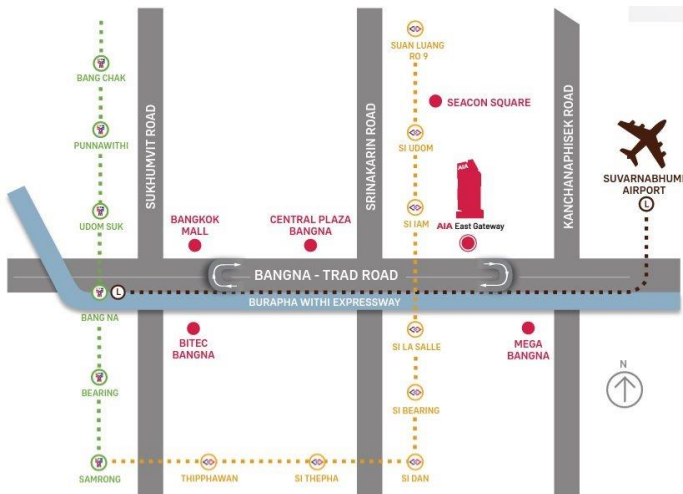 SUAN LUANG
RO 9
BANG CHAK
SEACON SQUARE
PUNNAWITHI
SI UDOM
SUKHUMVIT ROAD
SRINAKARIN ROAD
KANCHANAPHISEK ROAD
AIA
SUVARNABHUMI
AIRPORT
L
UDOM SUK
BANGKOK
MALL
CENTRAL PLAZA
BANGNA
SI IAM
AIA East Gateway
BANGNA - TRAD ROAD
L
BURAPHA WITHI EXPRESSWAY
BANG NA
BITEC
BANGNA
SI LA SALLE
MEGA
BANGNA
N
BEARING
SI BEARING
SAMRONG
THIPPHAWAN
SI THEPHA
SI DAN